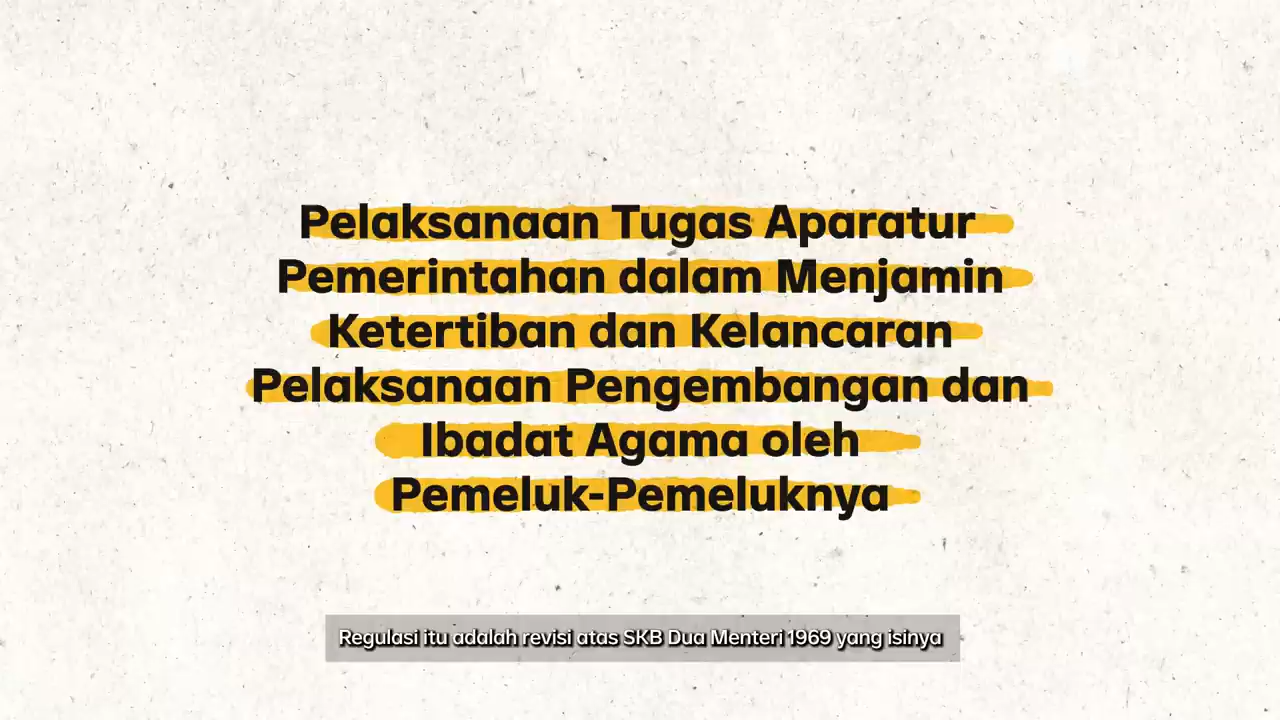 Pelaksanaan Tugas Aparatur
Pemerintahan dalam Menjamin
Ketertiban dan Kelancaran
Pelaksanaan Pengembangan dan
Ibadat Agama oleh
Pemeluk-Pemeluknya
Regulasi itu adalah revisi atas SKB Dua Menteri 1969 yang isinya